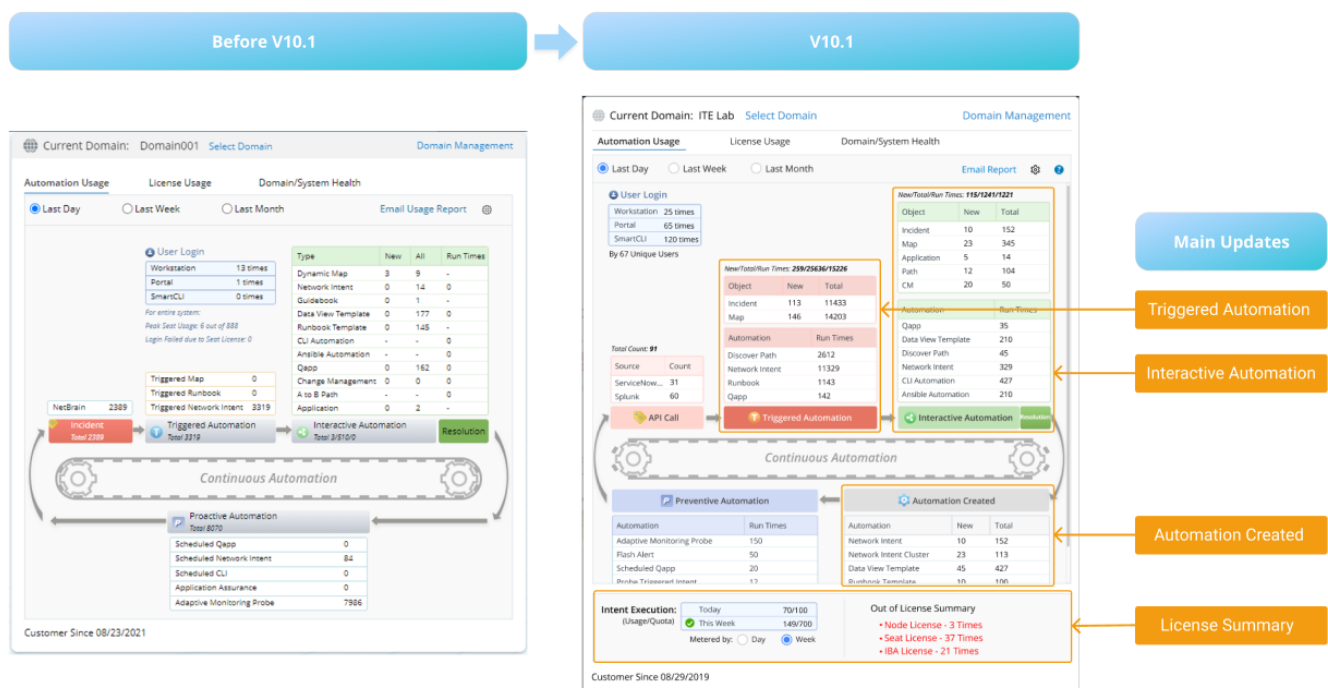 Before V10.1
V10.1
Current Domain: Domain001 Select Domain Domain Management
Automation Usage License Usage Domain/System Health
Last Day Last Week Last Month Email Usage Report
User Login
Workstation 13 times
Portal 1 times
SmartCLI 0 times
For entire system:
Peak Seat Usage: 6 out of 888
Login Failed due to Seat License: 0
Type New All Run Times
Dynamic Map 3 9 -
Network Intent 0 14 0
Guidebook 0 1 -
Data View Template 0 177 0
Runbook Template 0 145 -
CLI Automation - - 0
Ansible Automation - - 0
Qapp 0 162 0
Change Management 0 0 0
A to B Path - - 0
Application 0 2 -
Triggered Map 0
Triggered Runbook 0
Triggered Network Intent 3319
NetBrain 2389
Incident
Total 2389
Triggered Automation
Total 3319
Interactive Automation
Total 3/510/0
Resolution
Continuous Automation
Proactive Automation
Total 8070
Scheduled Qapp 0
Scheduled Network Intent 84
Scheduled CLI 0
Application Assurance 0
Adaptive Monitoring Probe 7986
Customer Since 08/23/2021
Current Domain: ITE Lab Select Domain Domain Management
Automation Usage License Usage Domain/System Health
Last Day Last Week Last Month Email Report
User Login
Workstation 25 times
Portal 65 times
SmartCLI 120 times
By 67 Unique Users
New/Total/Run Times: 115/1241/1221
Object New Total
Incident 10 152
Map 23 345
Application 5 14
Path 12 104
CM 20 50
New/Total/Run Times: 259/25636/15226
Object New Total
Incident 113 11433
Map 146 14203
Automation Run Times
Discover Path 2612
Network Intent 11329
Runbook 1143
Qapp 142
Automation Run Times
Qapp 35
Data View Template 210
Discover Path 45
Network Intent 329
CLI Automation 427
Ansible Automation 210
Total Count: 91
Source Count
ServiceNow... 31
Splunk 60
API Call
Triggered Automation
Interactive Automation
Resolution
Continuous Automation
Preventive Automation
Automation Created
Automation Run Times
Adaptive Monitoring Probe 150
Flash Alert 50
Scheduled Qapp 20
Probe Triggered Intent 12
Automation New Total
Network Intent 10 152
Network Intent Cluster 23 113
Data View Template 45 427
Runbook Template 10 100
Intent Execution:
(Usage/Quota)
Today 70/100
This Week 149/700
Metered by: Day Week
Out of License Summary
• Node License - 3 Times
• Seat License - 37 Times
• IBA License - 21 Times
Customer Since 08/29/2019
Main Updates
Triggered Automation
Interactive Automation
Automation Created
License Summary